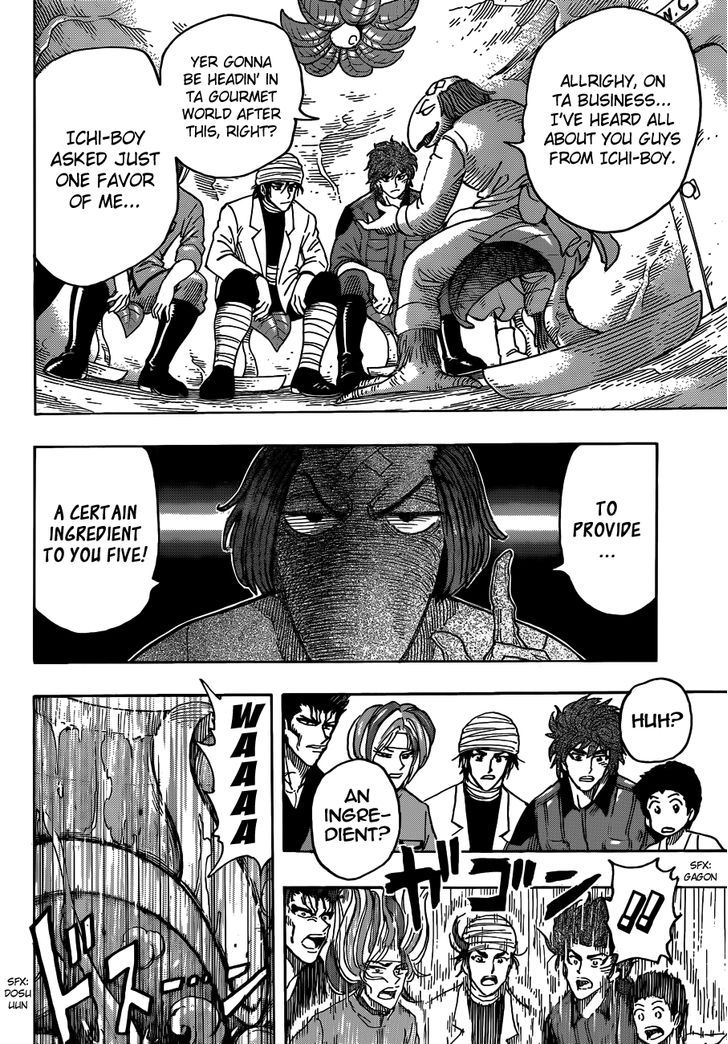 N.C
ALLRIGHY, ON
TA BUSINESS...
I'VE HEARD ALL
ABOUT YOU GUYS
FROM ICHI-BOY.
YER GONNA
BE HEADIN' IN
TA GOURMET
WORLD AFTER
THIS, RIGHT?
ICHI-BOY
ASKED JUST
ONE FAVOR
OF ME...
TO
PROVIDE
...
A CERTAIN
INGREDIENT
TO YOU FIVE!
HUH?
AN
INGRE-
DIENT?
WAAAA
SFX:
GAGON
ガゴン
!!
ドスーーン
SFX:
DOSU
UUN